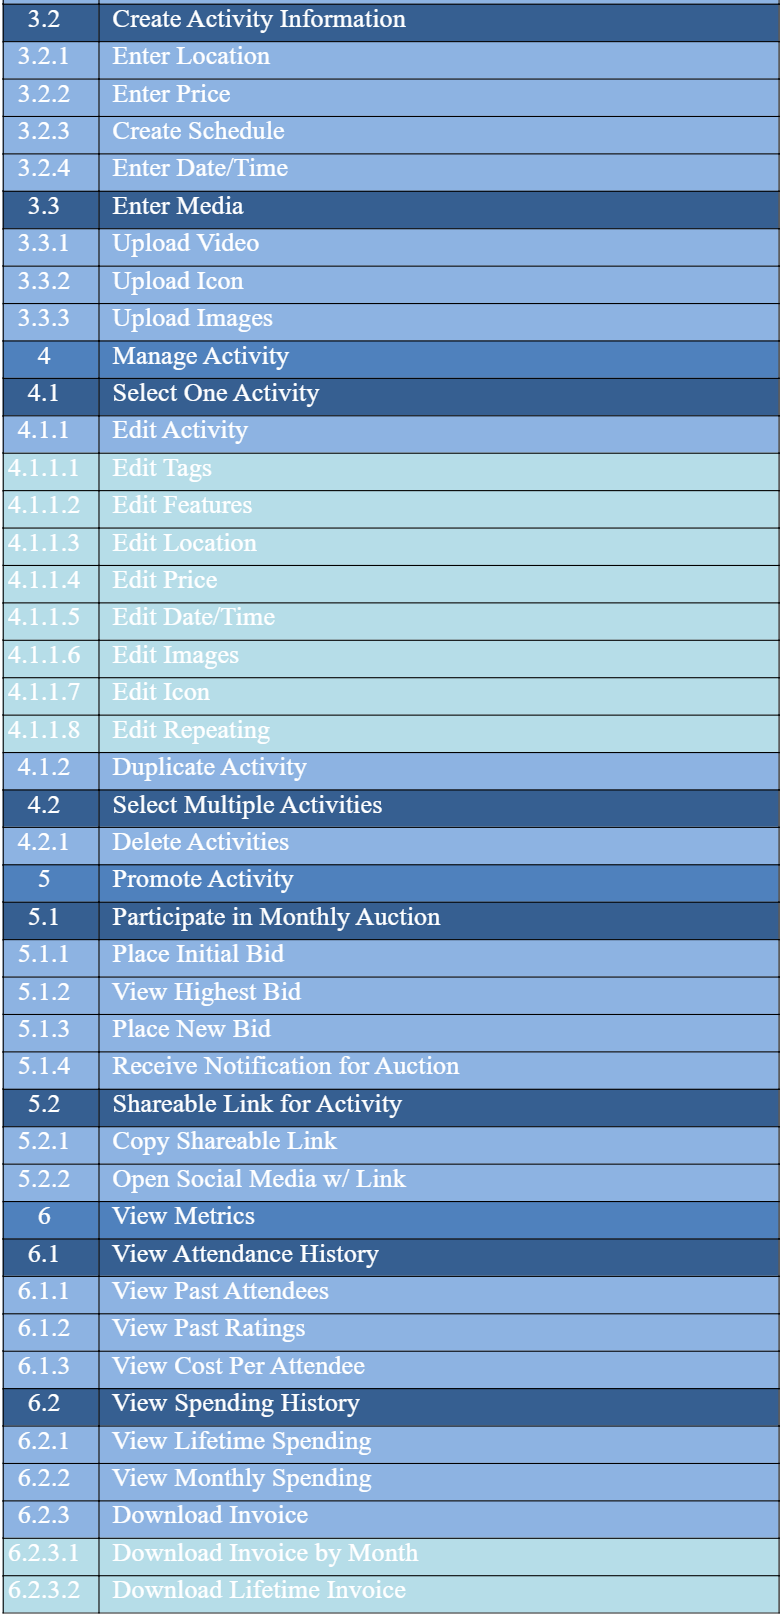 3.2 Create Activity Information
3.2.1 Enter Location
3.2.2 Enter Price
3.2.3 Create Schedule
3.2.4 Enter Date/Time
3.3 Enter Media
3.3.1 Upload Video
3.3.2 Upload Icon
3.3.3 Upload Images
4 Manage Activity
4.1 Select One Activity
4.1.1 Edit Activity
4.1.1.1 Edit Tags
4.1.1.2 Edit Features
4.1.1.3 Edit Location
4.1.1.4 Edit Price
4.1.1.5 Edit Date/Time
4.1.1.6 Edit Images
4.1.1.7 Edit Icon
4.1.1.8 Edit Repeating
4.1.2 Duplicate Activity
4.2 Select Multiple Activities
4.2.1 Delete Activities
5 Promote Activity
5.1 Participate in Monthly Auction
5.1.1 Place Initial Bid
5.1.2 View Highest Bid
5.1.3 Place New Bid
5.1.4 Receive Notification for Auction
5.2 Shareable Link for Activity
5.2.1 Copy Shareable Link
5.2.2 Open Social Media w/ Link
6 View Metrics
6.1 View Attendance History
6.1.1 View Past Attendees
6.1.2 View Past Ratings
6.1.3 View Cost Per Attendee
6.2 View Spending History
6.2.1 View Lifetime Spending
6.2.2 View Monthly Spending
6.2.3 Download Invoice
6.2.3.1 Download Invoice by Month
6.2.3.2 Download Lifetime Invoice